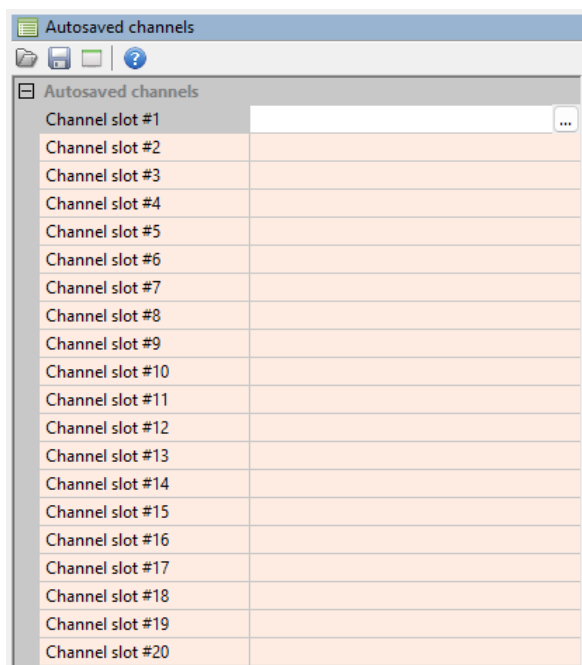 Autosaved channels
Autosaved channels
Channel slot #1
...
Channel slot #2
Channel slot #3
Channel slot #4
Channel slot #5
Channel slot #6
Channel slot #7
Channel slot #8
Channel slot #9
Channel slot #10
Channel slot #11
Channel slot #12
Channel slot #13
Channel slot #14
Channel slot #15
Channel slot #16
Channel slot #17
Channel slot #18
Channel slot #19
Channel slot #20